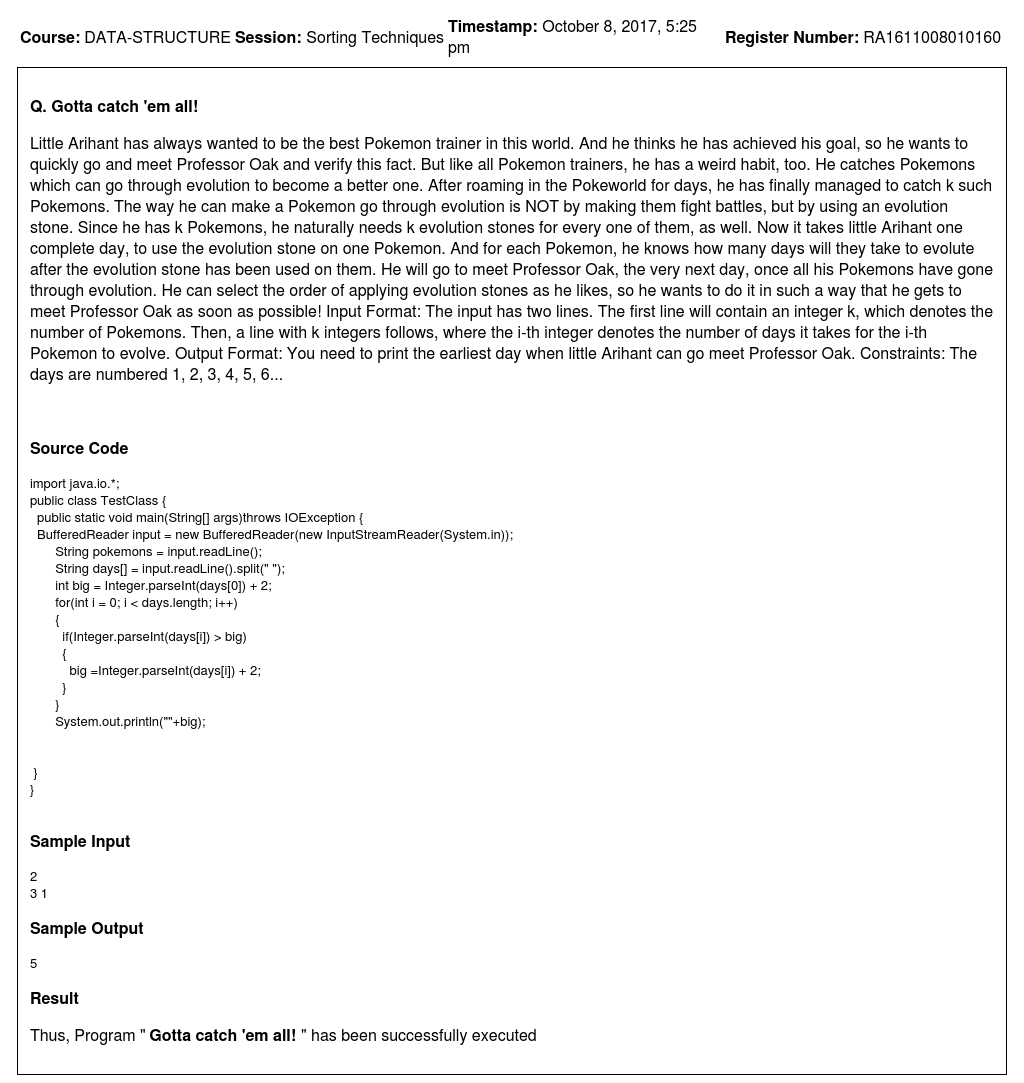 Course: DATA-STRUCTURE Session: Sorting Techniques Timestamp: October 8, 2017, 5:25 pm Register Number: RA1611008010160
Q. Gotta catch 'em all!
Little Arihant has always wanted to be the best Pokemon trainer in this world. And he thinks he has achieved his goal, so he wants to
quickly go and meet Professor Oak and verify this fact. But like all Pokemon trainers, he has a weird habit, too. He catches Pokemons
which can go through evolution to become a better one. After roaming in the Pokeworld for days, he has finally managed to catch k such
Pokemons. The way he can make a Pokemon go through evolution is NOT by making them fight battles, but by using an evolution
stone. Since he has k Pokemons, he naturally needs k evolution stones for every one of them, as well. Now it takes little Arihant one
complete day, to use the evolution stone on one Pokemon. And for each Pokemon, he knows how many days will they take to evolute
after the evolution stone has been used on them. He will go to meet Professor Oak, the very next day, once all his Pokemons have gone
through evolution. He can select the order of applying evolution stones as he likes, so he wants to do it in such a way that he gets to
meet Professor Oak as soon as possible! Input Format: The input has two lines. The first line will contain an integer k, which denotes the
number of Pokemons. Then, a line with k integers follows, where the i-th integer denotes the number of days it takes for the i-th
Pokemon to evolve. Output Format: You need to print the earliest day when little Arihant can go meet Professor Oak. Constraints: The
days are numbered 1, 2, 3, 4, 5, 6...
Source Code
import java.io.*;
public class TestClass {
public static void main(String[] args)throws IOException {
BufferedReader input = new BufferedReader(new InputStreamReader(System.in));
String pokemons = input.readLine();
String days[] = input.readLine().split(" ");
int big = Integer.parseInt(days[0]) + 2;
for(int i = 0; i < days.length; i++)
{
if(Integer.parseInt(days[i]) > big)
{
big =Integer.parseInt(days[i]) + 2;
}
}
System.out.println(""+big);
}
}
Sample Input
2
3 1
Sample Output
5
Result
Thus, Program " Gotta catch 'em all! " has been successfully executed